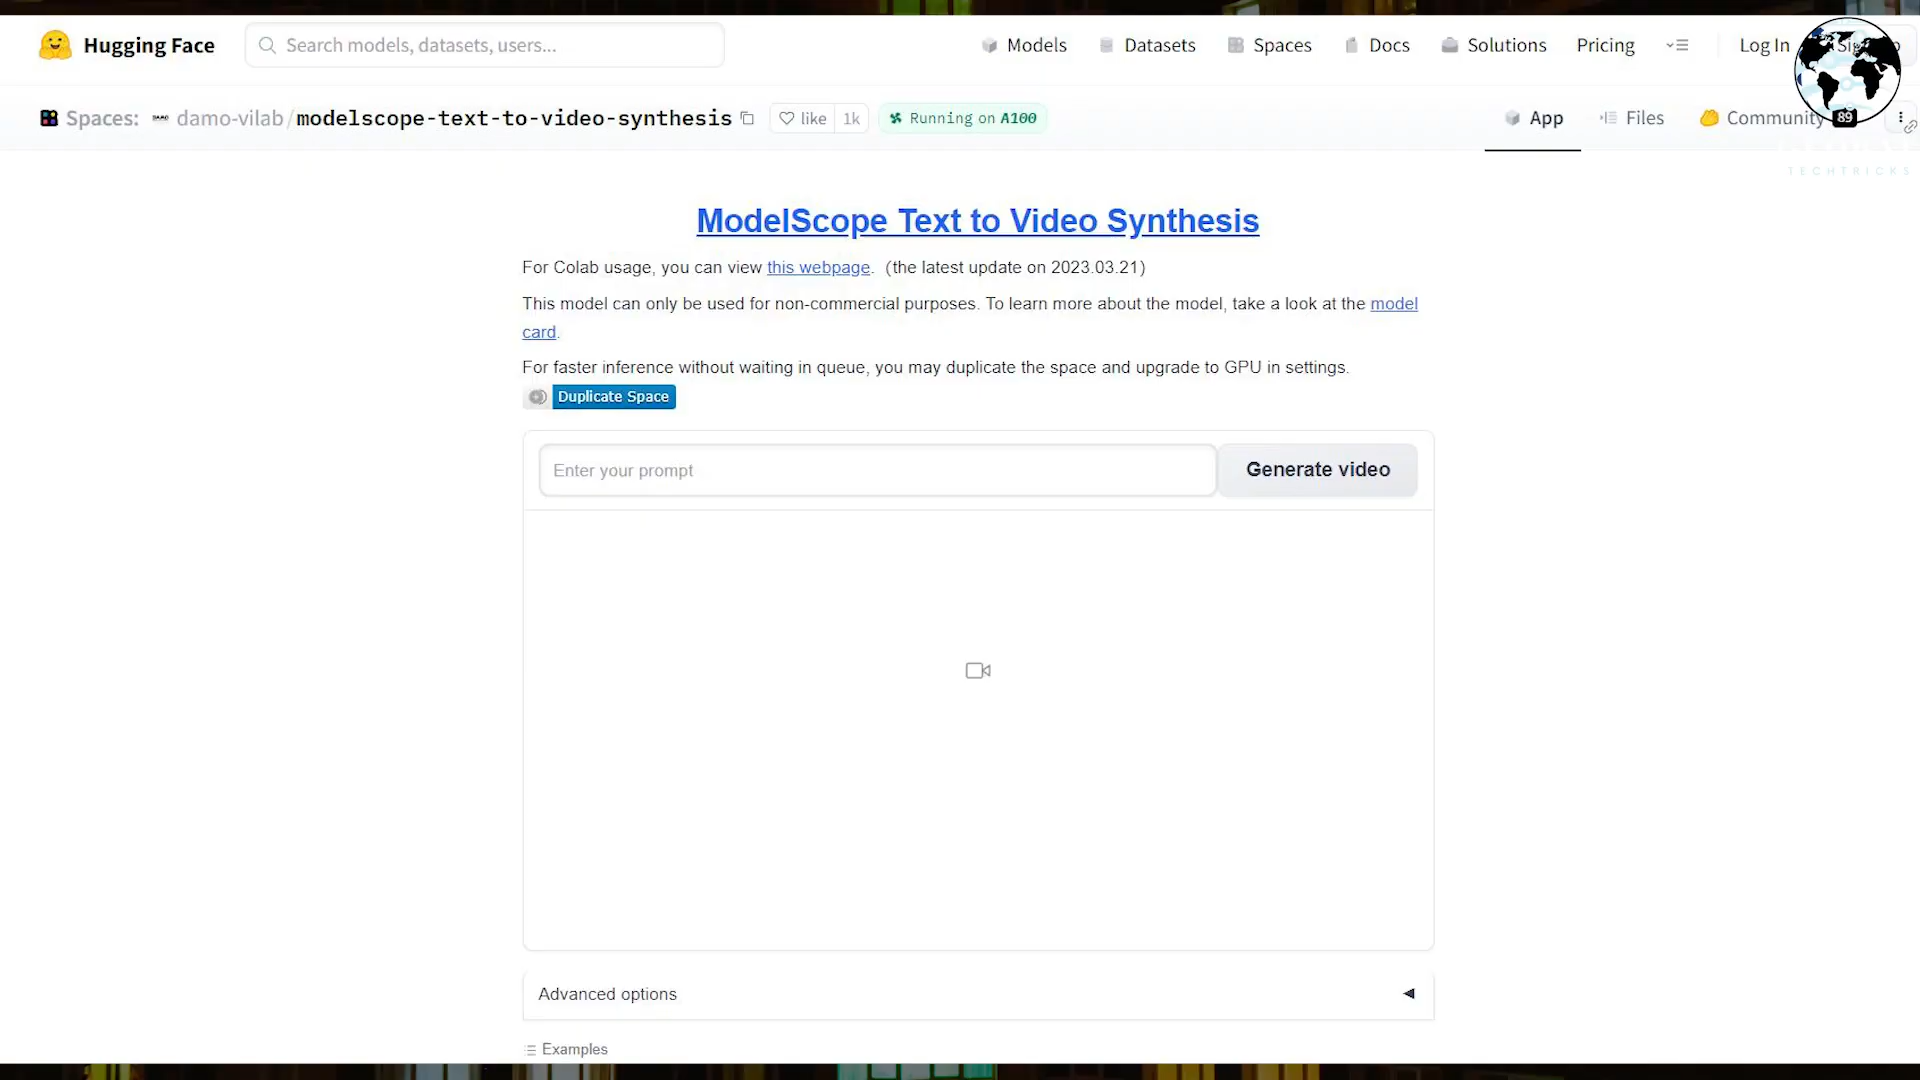 Hugging Face
Search models, datasets, users...
Models
Datasets
Spaces
Docs
Solutions
Pricing
Log In
Spaces: damo-vilab/modelscope-text-to-video-synthesis
like 1k
Running on A100
App
Files
Community 89
TECHTRICKS
ModelScope Text to Video Synthesis
For Colab usage, you can view this webpage. (the latest update on 2023.03.21)
This model can only be used for non-commercial purposes. To learn more about the model, take a look at the model
card.
For faster inference without waiting in queue, you may duplicate the space and upgrade to GPU in settings.
Duplicate Space
Enter your prompt
Generate video
Advanced options
Examples